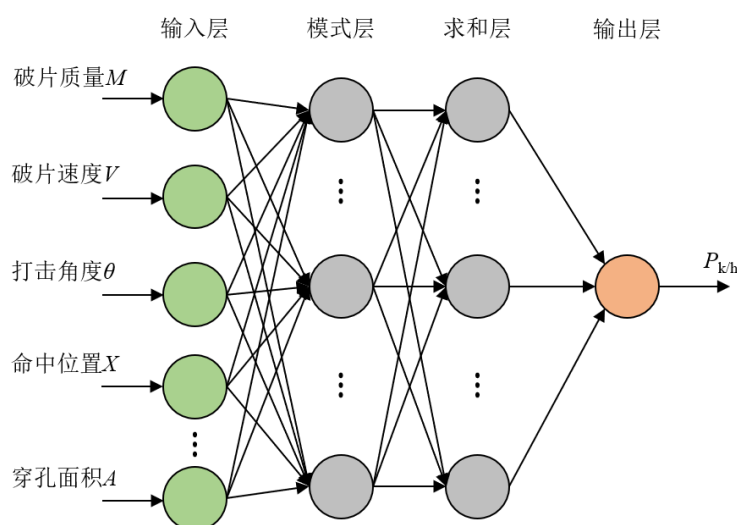 输入层 模式层 求和层 输出层
破片质量M
破片速度V
打击角度θ
命中位置X
穿孔面积A
P_{k/h}